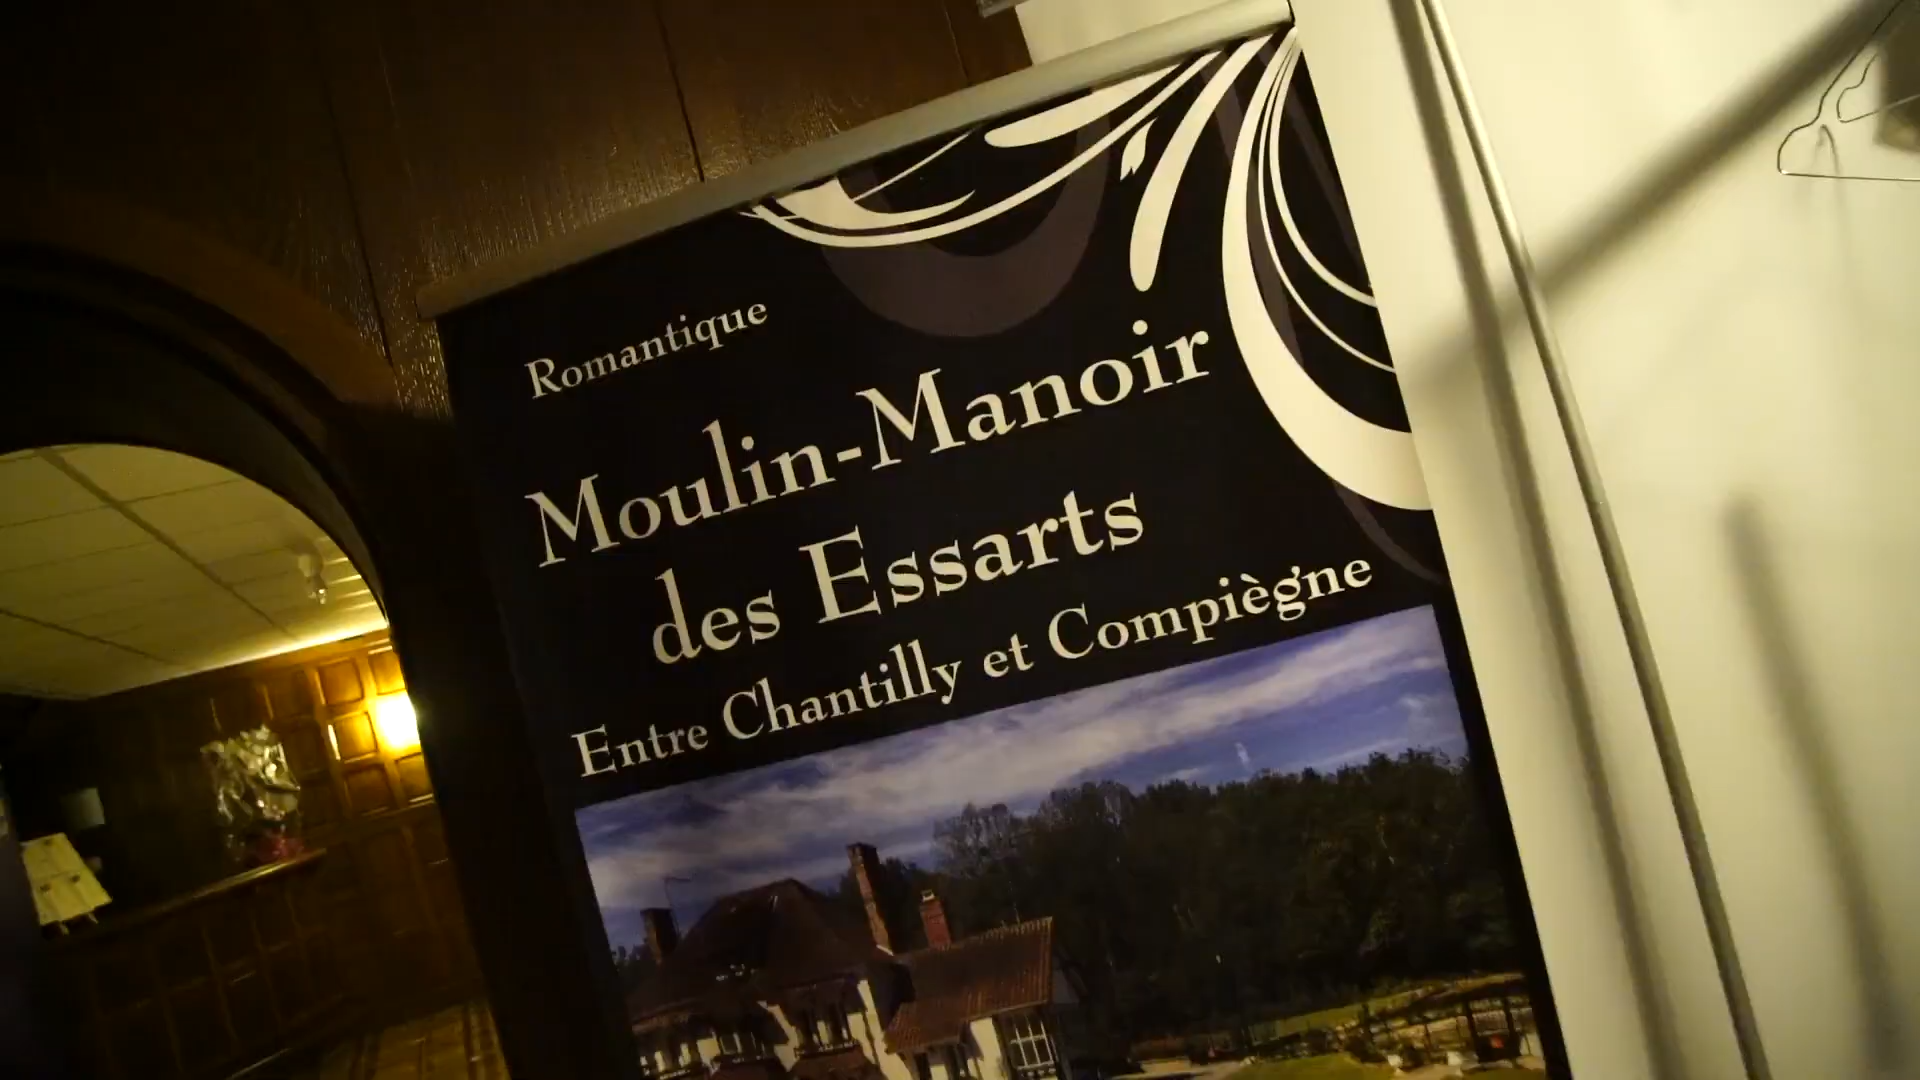 Romantique
Moulin-Manoir
des Essarts
Entre Chantilly et Compiègne